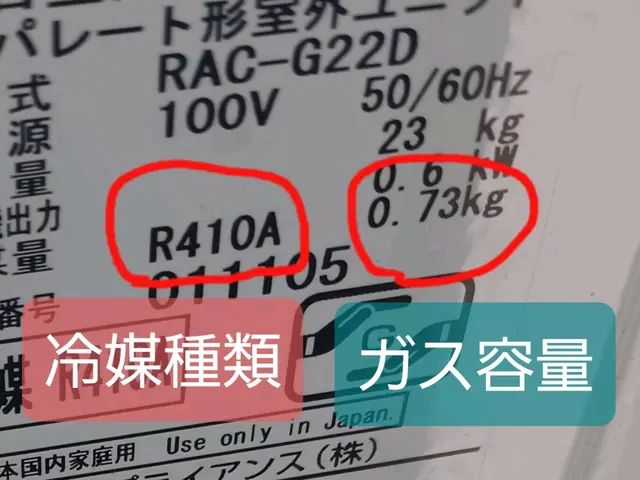 パレート形室外ユニット
RAC-G22D
式
源 100V 50/60Hz
量 23 kg
出力 0.6 kW
量 R410A 0.73kg
番号 011105
冷媒種類
ガス容量
G
Use only in Japan.
本国内家庭用
プライアンス(株)